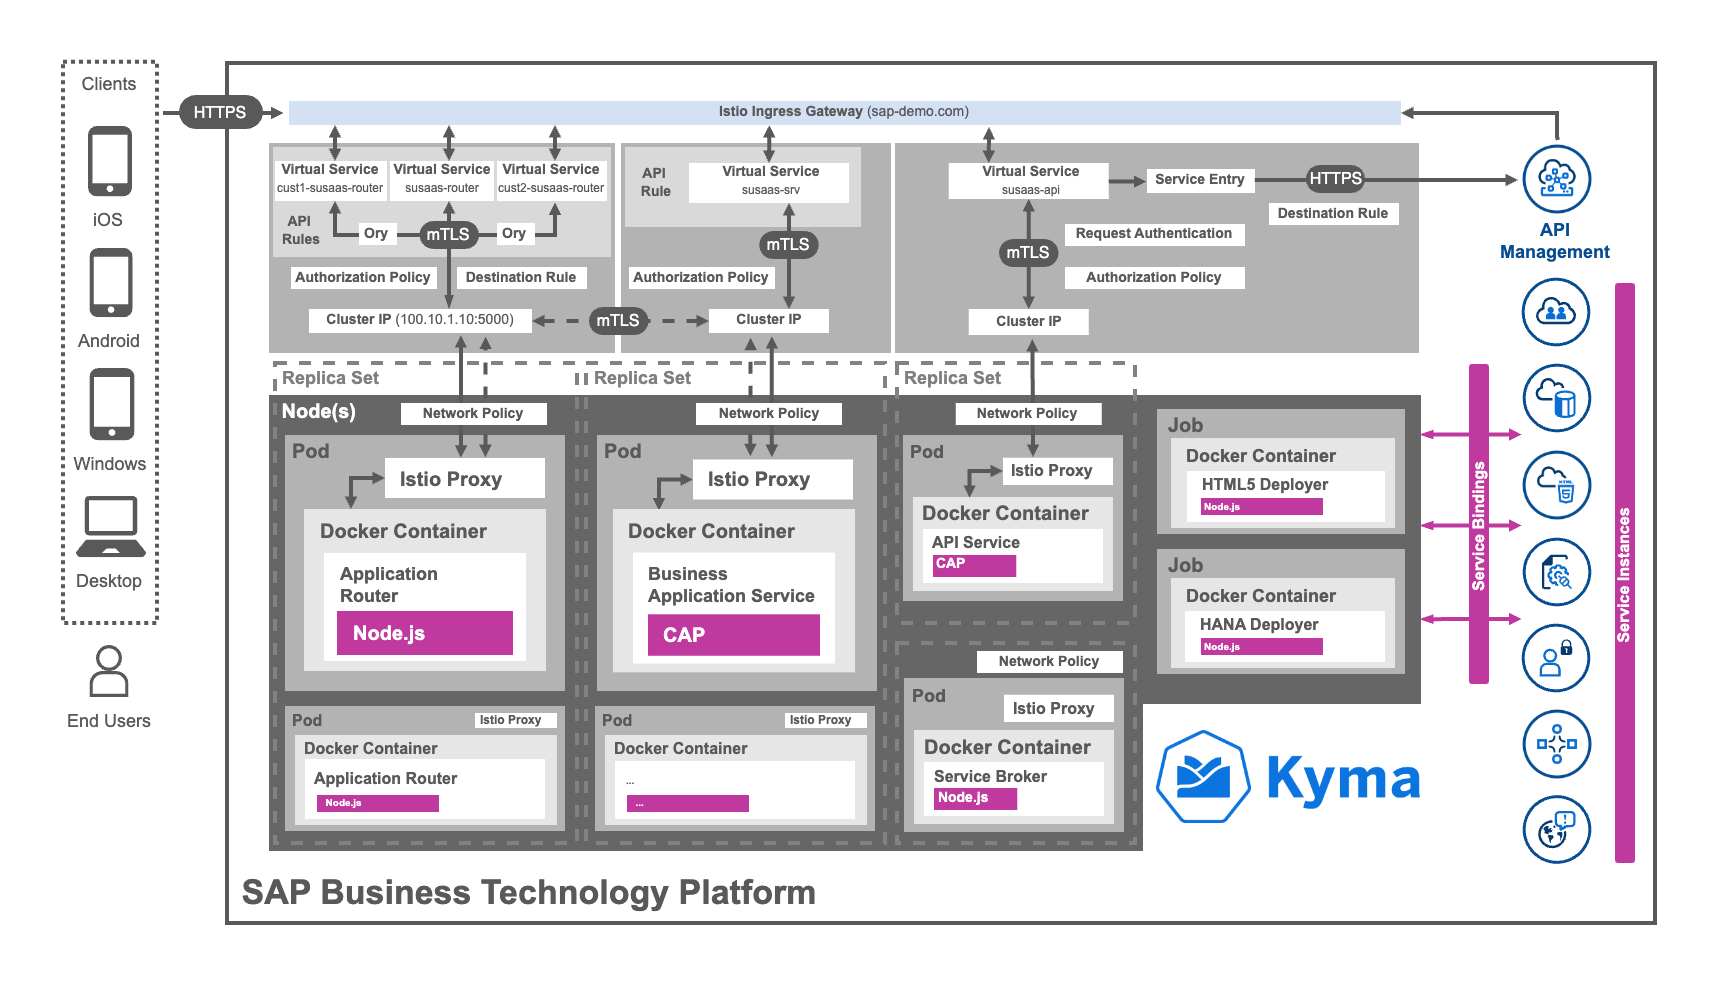 Clients
iOS
Android
Windows
Desktop
End Users
HTTPS
Istio Ingress Gateway (sap-demo.com)
Virtual Service
cust1-susaas-router
Virtual Service
susaas-router
Virtual Service
cust2-susaas-router
API
Rules
Ory
mTLS
Ory
Authorization Policy
Destination Rule
Cluster IP (100.10.1.10:5000)
mTLS
API
Rule
Virtual Service
susaas-srv
mTLS
Authorization Policy
Cluster IP
Virtual Service
susaas-api
Service Entry
HTTPS
Destination Rule
mTLS
Request Authentication
Authorization Policy
Cluster IP
API
Management
Replica Set
Node(s)
Network Policy
Pod
Istio Proxy
Docker Container
Application
Router
Node.js
Pod
Istio Proxy
Docker Container
Application Router
Node.js
Replica Set
Network Policy
Pod
Istio Proxy
Docker Container
Business
Application Service
CAP
Pod
Istio Proxy
Docker Container
...
...
Replica Set
Network Policy
Pod
Istio Proxy
Docker Container
API Service
CAP
Network Policy
Pod
Istio Proxy
Docker Container
Service Broker
Node.js
Job
Docker Container
HTML5 Deployer
Node.js
Job
Docker Container
HANA Deployer
Node.js
Service Bindings
Service Instances
HTML
5
Kyma
SAP Business Technology Platform